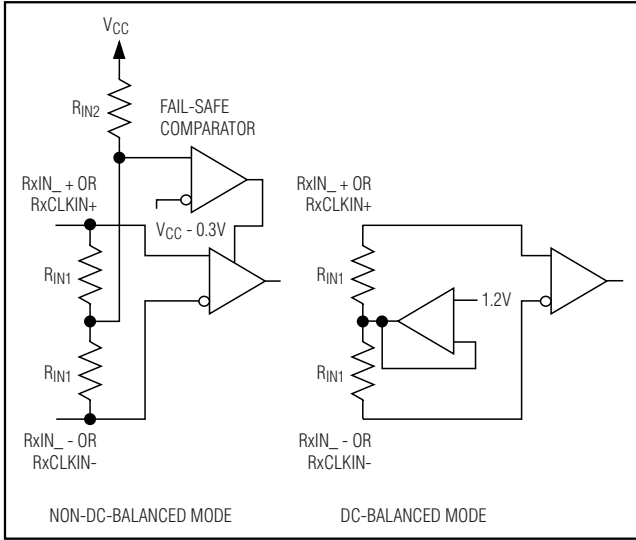 VCC
RIN2
FAIL-SAFE
COMPARATOR
RxIN_ + OR
RxCLKIN+
VCC - 0.3V
RIN1
RIN1
RxIN_ - OR
RxCLKIN-
NON-DC-BALANCED MODE
RxIN_ + OR
RxCLKIN+
RIN1
1.2V
RIN1
RxIN_ - OR
RxCLKIN-
DC-BALANCED MODE